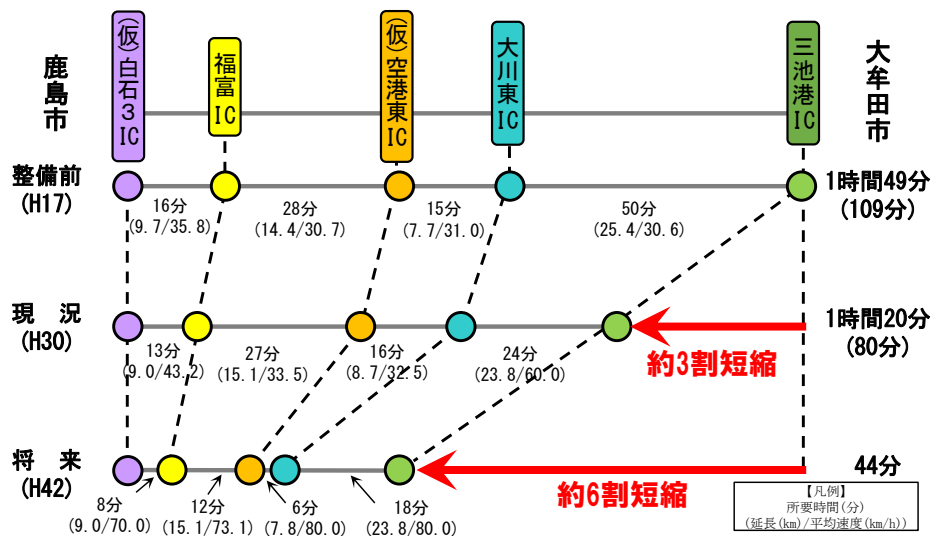 鹿島市
(仮)白石3IC
福富IC
(仮)空港東IC
大川東IC
三池港IC
大牟田市
整備前
(H17)
16分
(9.7/35.8)
28分
(14.4/30.7)
15分
(7.7/31.0)
50分
(25.4/30.6)
1時間49分
(109分)
現　況
(H30)
13分
(9.0/43.2)
27分
(15.1/33.5)
16分
(8.7/32.5)
24分
(23.8/60.0)
約3割短縮
1時間20分
(80分)
将　来
(H42)
8分
(9.0/70.0)
12分
(15.1/73.1)
6分
(7.8/80.0)
18分
(23.8/80.0)
約6割短縮
44分
【凡例】
所要時間(分)
(延長(km)/平均速度(km/h))